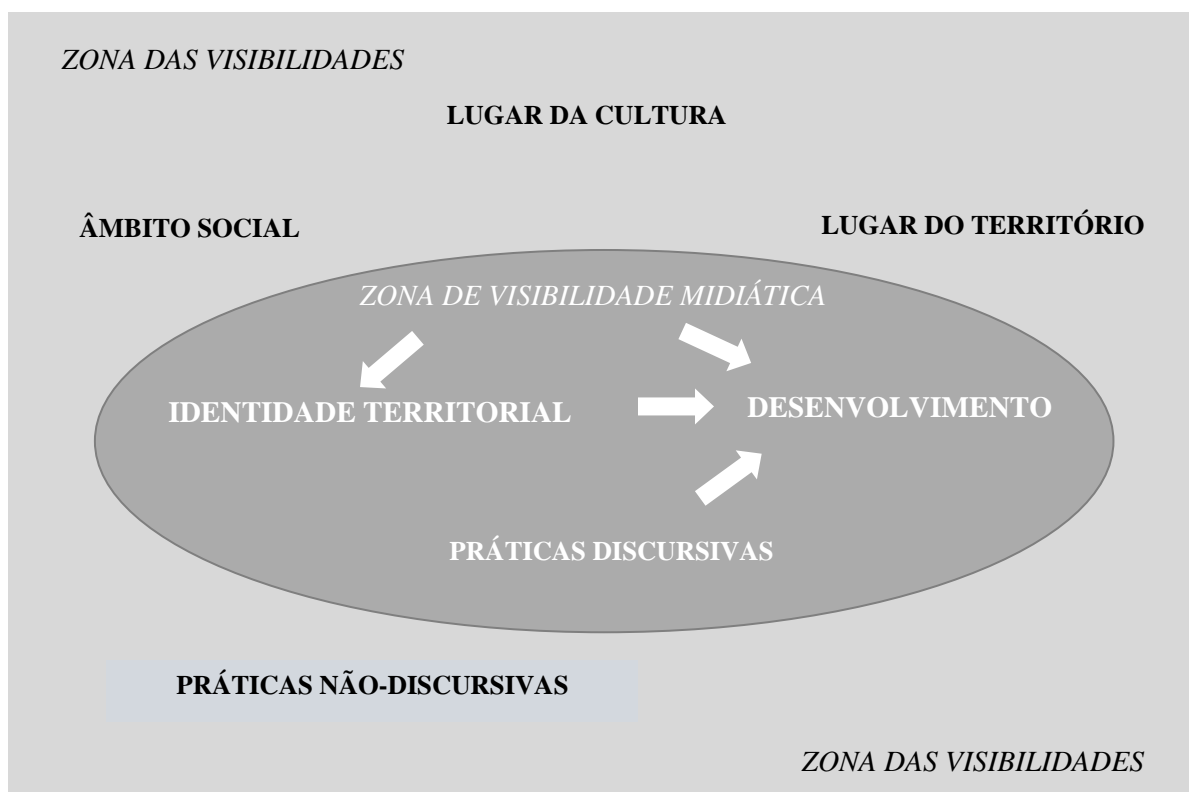 ZONA DAS VISIBILIDADES
LUGAR DA CULTURA
ÂMBITO SOCIAL
LUGAR DO TERRITÓRIO
ZONA DE VISIBILIDADE MIDIÁTICA
IDENTIDADE TERRITORIAL
DESENVOLVIMENTO
PRÁTICAS DISCURSIVAS
PRÁTICAS NÃO-DISCURSIVAS
ZONA DAS VISIBILIDADES